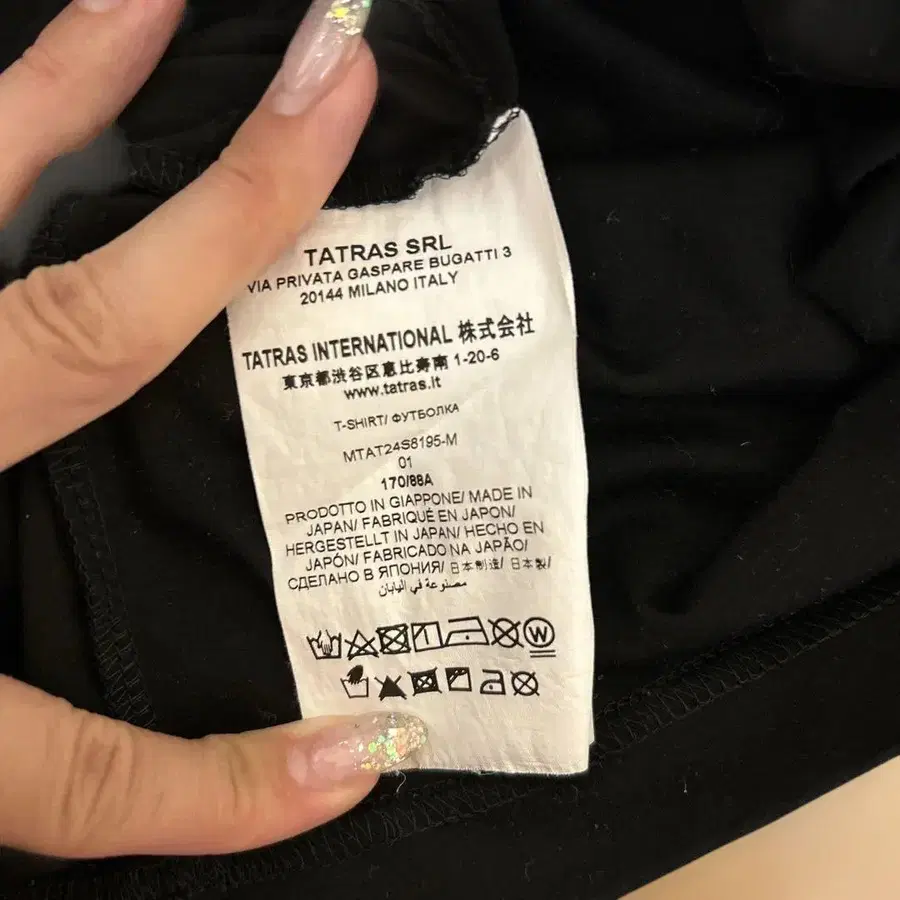 TATRAS SRL
VIA PRIVATA GASPARE BUGATTI 3
20144 MILANO ITALY
TATRAS INTERNATIONAL 株式会社
東京都渋谷区恵比寿南 1-20-6
www.tatras.it
T-SHIRT/ ФУТБОЛКА
MTAT24S8195-M
01
170/88A
PRODOTTO IN GIAPPONE/ MADE IN
JAPAN/ FABRIQUÉ EN JAPON/
HERGESTELLT IN JAPAN/ HECHO EN
JAPÓN/ FABRICADO NA JAPÃO/
СДЕЛАНО В ЯПОНИЯ/ 日本制造/ 日本製/
مصنوعة في اليابان
W